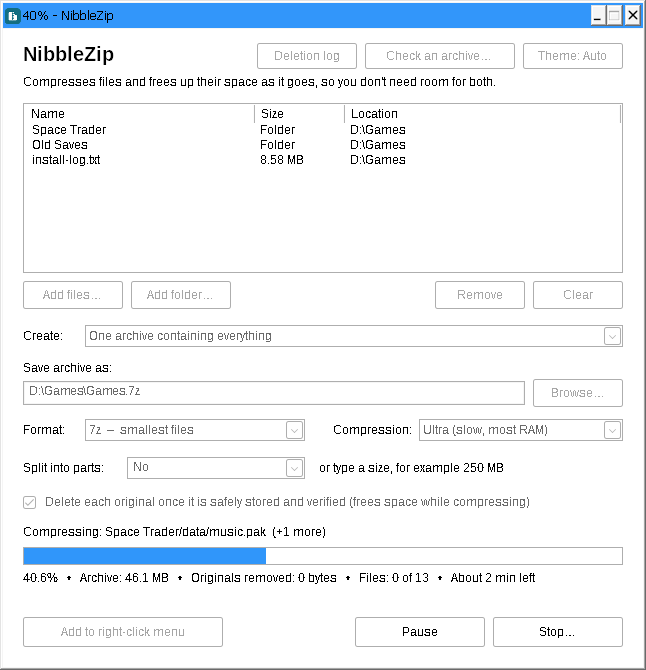 40% - NibbleZip
NibbleZip
Deletion log
Check an archive...
Theme: Auto
Compresses files and frees up their space as it goes, so you don't need room for both.
Name Size Location
Space Trader Folder D:\Games
Old Saves Folder D:\Games
install-log.txt 8.58 MB D:\Games
Add files... Add folder... Remove Clear
Create: One archive containing everything
Save archive as:
D:\Games\Games.7z Browse...
Format: 7z – smallest files Compression: Ultra (slow, most RAM)
Split into parts: No or type a size, for example 250 MB
Delete each original once it is safely stored and verified (frees space while compressing)
Compressing: Space Trader/data/music.pak (+1 more)
40.6% • Archive: 46.1 MB • Originals removed: 0 bytes • Files: 0 of 13 • About 2 min left
Add to right-click menu Pause Stop...